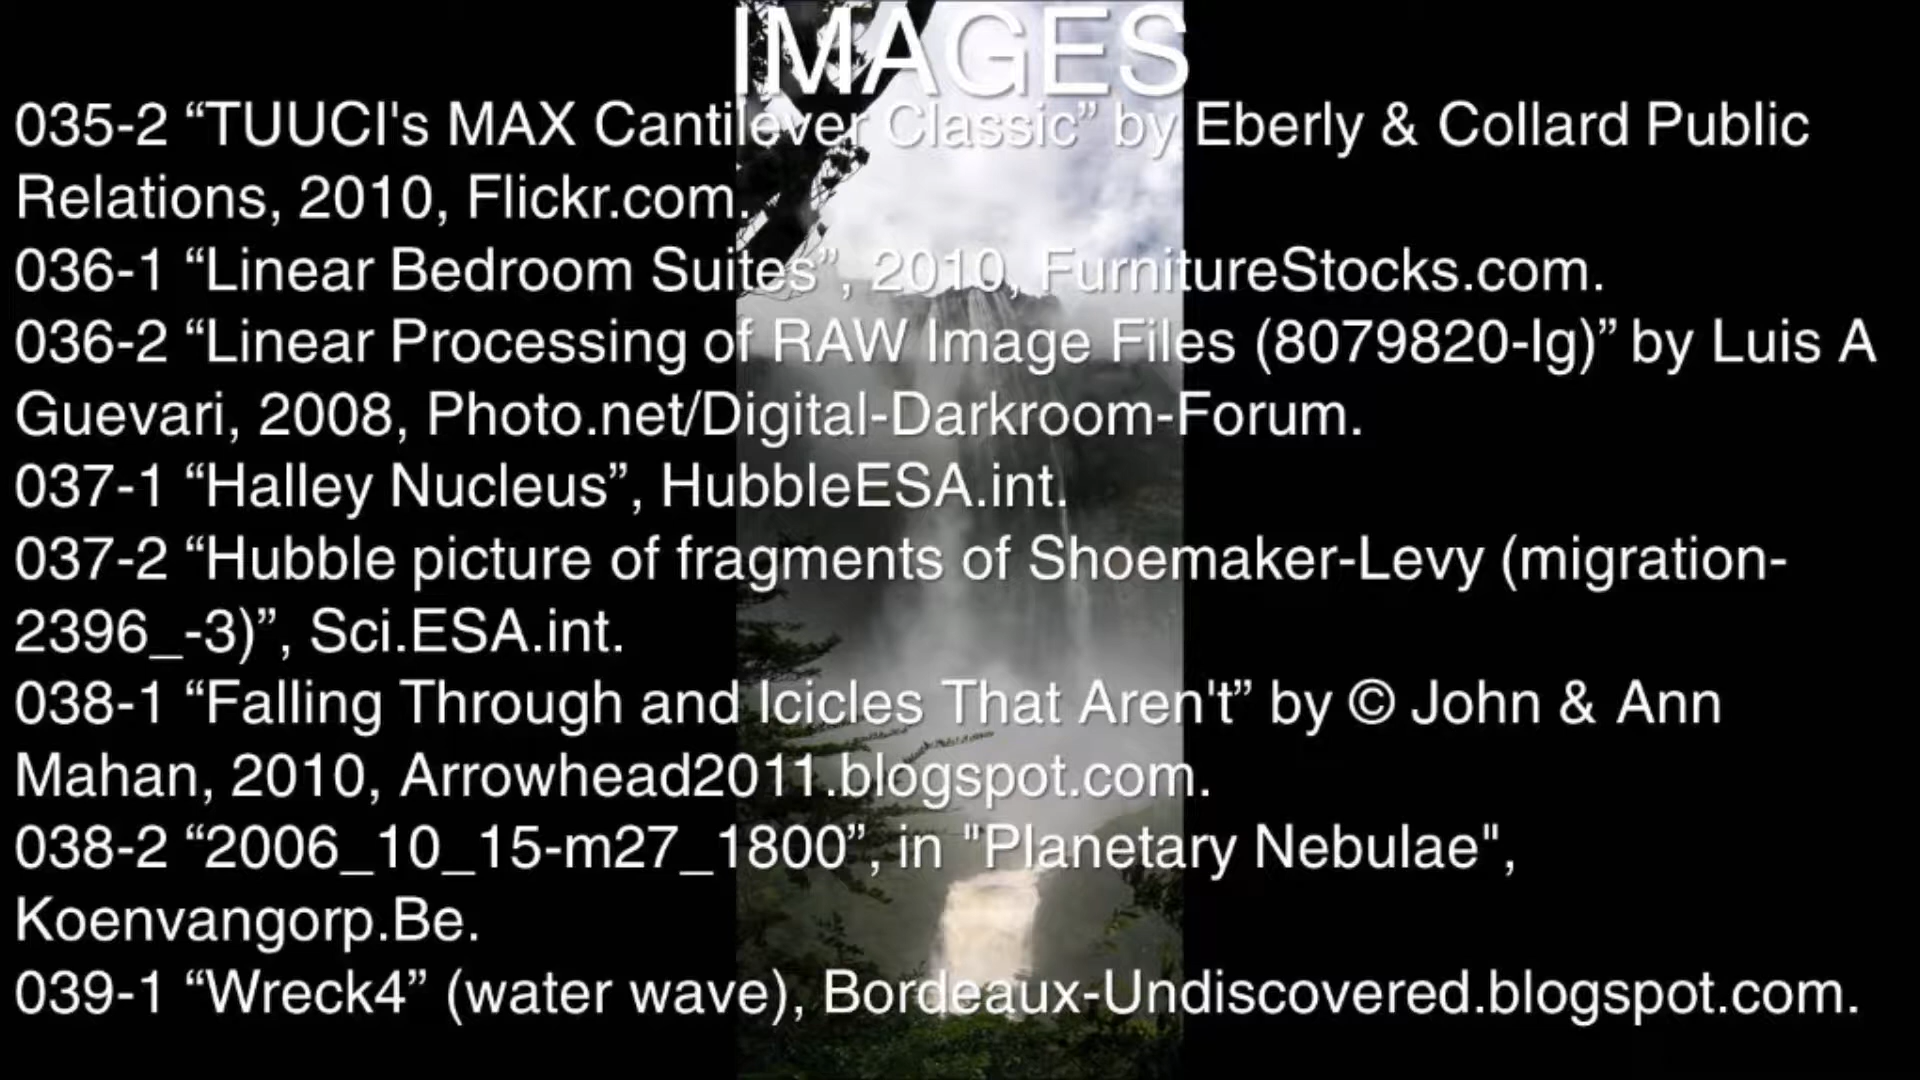 IMAGES
035-2 “TUUCI's MAX Cantilever Classic” by Eberly & Collard Public
Relations, 2010, Flickr.com.
036-1 “Linear Bedroom Suites”, 2010, FurnitureStocks.com.
036-2 “Linear Processing of RAW Image Files (8079820-lg)” by Luis A
Guevari, 2008, Photo.net/Digital-Darkroom-Forum.
037-1 “Halley Nucleus”, HubbleESA.int.
037-2 “Hubble picture of fragments of Shoemaker-Levy (migration-
2396_-3)”, Sci.ESA.int.
038-1 “Falling Through and Icicles That Aren't” by © John & Ann
Mahan, 2010, Arrowhead2011.blogspot.com.
038-2 “2006_10_15-m27_1800”, in "Planetary Nebulae",
Koenvangorp.Be.
039-1 “Wreck4” (water wave), Bordeaux-Undiscovered.blogspot.com.